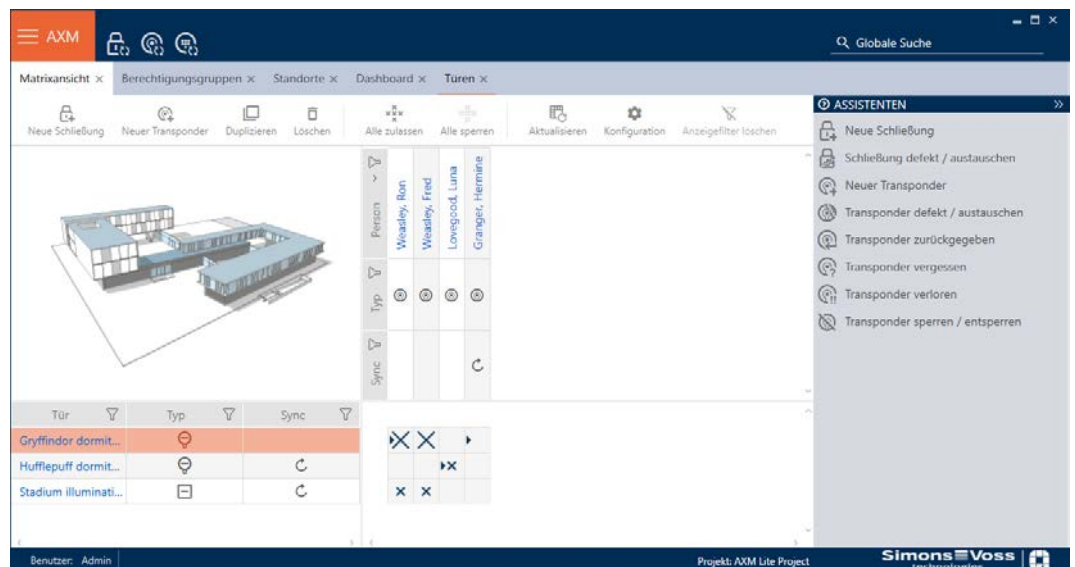 AXM
Globale Suche
Matrixansicht × Berechtigungsgruppen × Standorte × Dashboard × Türen ×
Neue Schließung Neuer Transponder Duplizieren Löschen Alle zulassen Alle sperren Aktualisieren Konfiguration Anzeigefilter löschen
ASSISTENTEN
Neue Schließung
Schließung defekt / austauschen
Neuer Transponder
Transponder defekt / austauschen
Transponder zurückgegeben
Transponder vergessen
Transponder verloren
Transponder sperren / entsperren
Person
Weasley, Ron
Weasley, Fred
Lovegood, Luna
Granger, Hermine
Typ
Sync
Tür Typ Sync
Gryffindor dormit...
Hufflepuff dormit...
Stadium illuminati...
Benutzer: Admin
Projekt: AXM Lite Project
Simons Voss
technologies